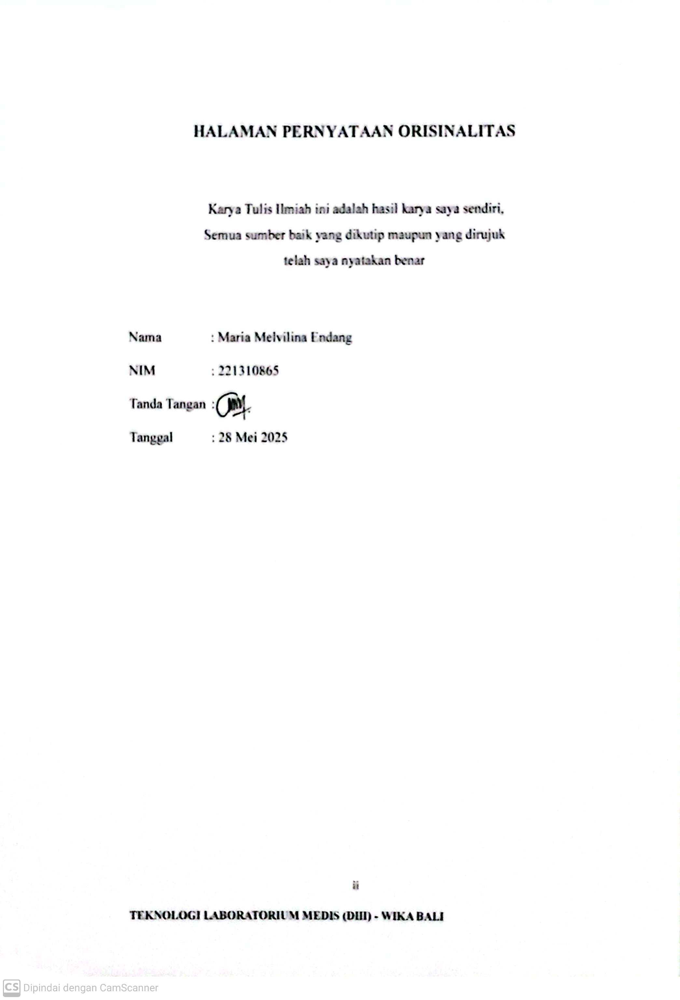 HALAMAN PERNYATAAN ORISINALITAS
Karya Tulis Ilmiah ini adalah hasil karya saya sendiri,
Semua sumber baik yang dikutip maupun yang dirujuk
telah saya nyatakan benar
Nama : Maria Melvilina Endang
NIM : 221310865
Tanda Tangan :
Tanggal : 28 Mei 2025
ii
TEKNOLOGI LABORATORIUM MEDIS (DIII) - WIKA BALI
CS Dipindai dengan CamScanner